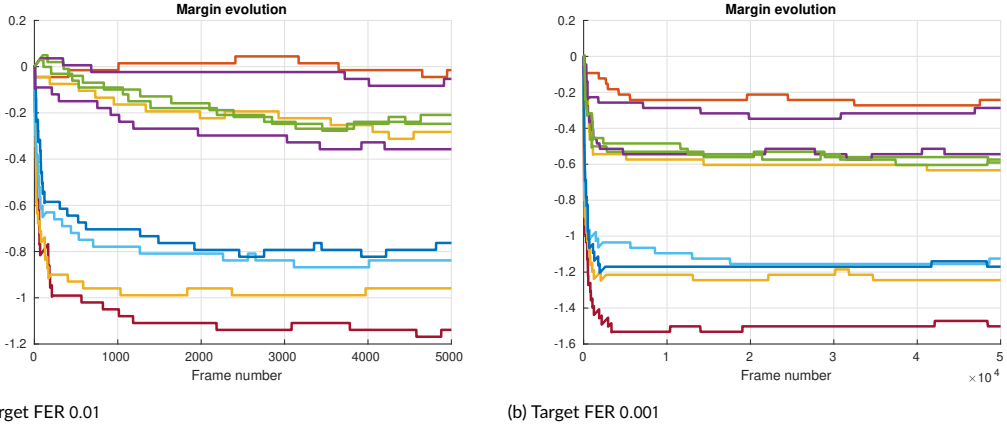 Margin evolution
0.2
0
-0.2
-0.4
-0.6
-0.8
-1
-1.2
0 1000 2000 3000 4000 5000
Frame number
rget FER 0.01
Margin evolution
0.2
0
-0.2
-0.4
-0.6
-0.8
-1
-1.2
-1.4
-1.6
0 1 2 3 4 5
Frame number × 10^4
(b) Target FER 0.001